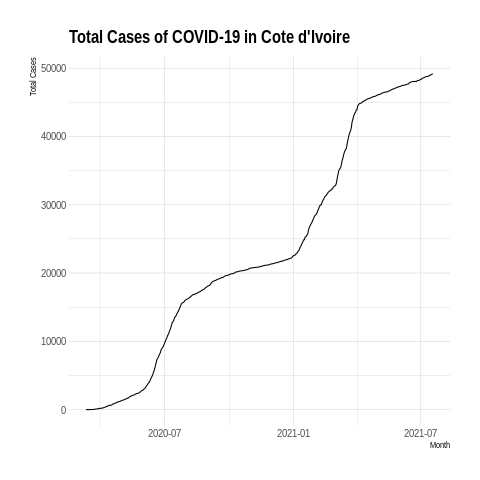 Total Cases of COVID-19 in Cote d'Ivoire
Total Cases
50000
40000
30000
20000
10000
0
2020-07 2021-01 2021-07
Month